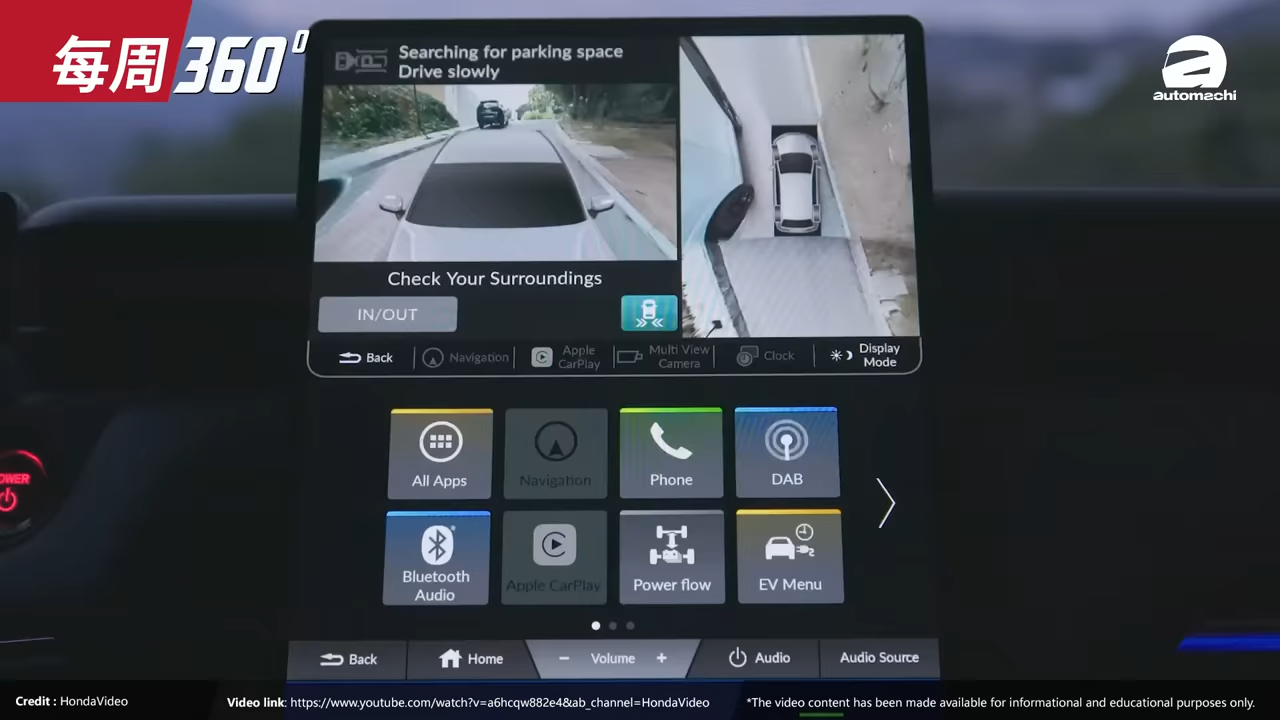 每周360°
automachi
Searching for parking space
Drive slowly
Check Your Surroundings
IN/OUT
Back
Navigation
Apple
CarPlay
Multi View
Camera
Clock
Display
Mode
All Apps
Navigation
Phone
DAB
POWER
Bluetooth
Audio
Apple CarPlay
Power flow
EV Menu
Back
Home
− Volume +
Audio
Audio Source
Credit : HondaVideo
Video link: https://www.youtube.com/watch?v=a6hcqw882e4&ab_channel=HondaVideo
*The video content has been made available for informational and educational purposes only.